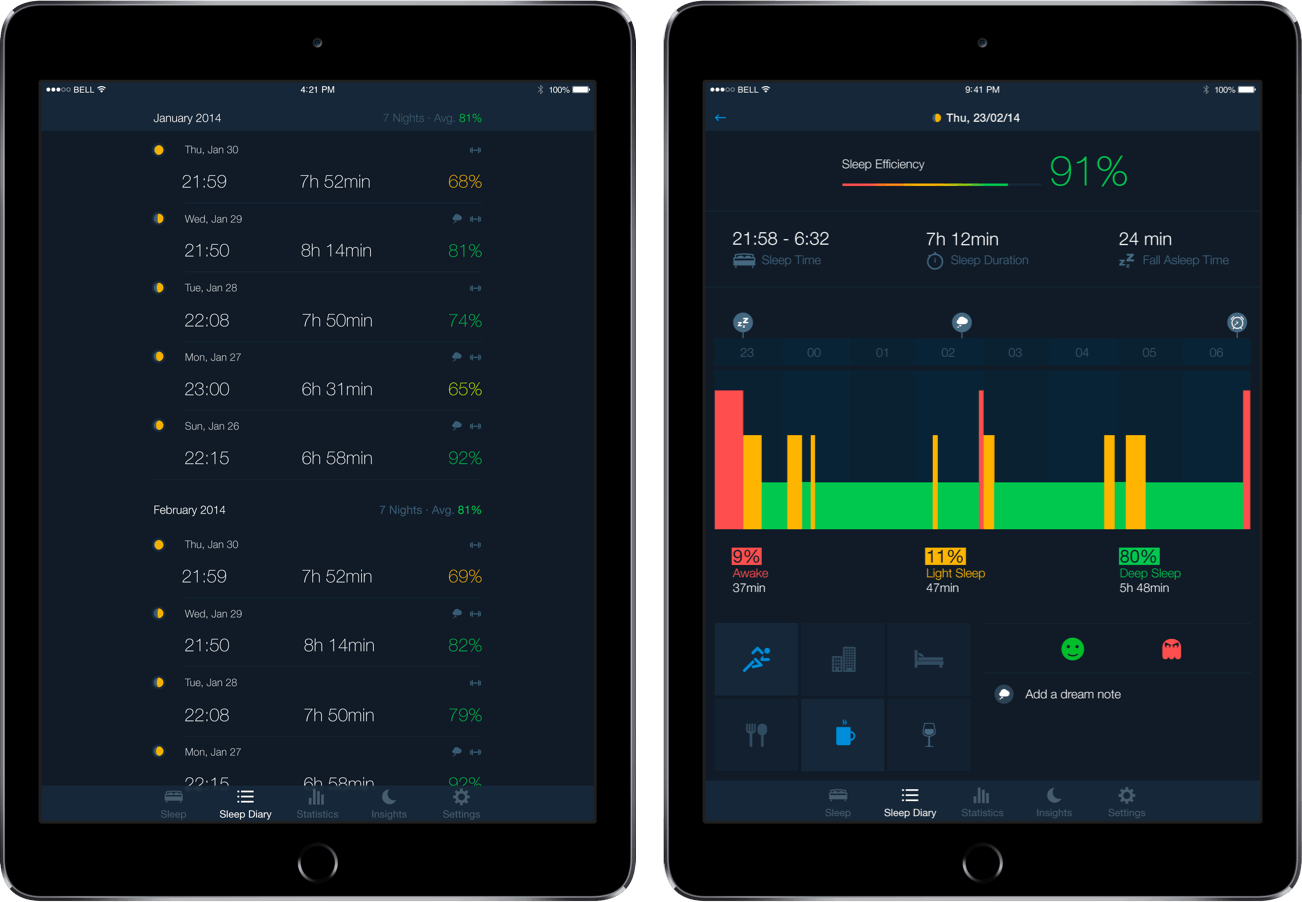 BELL 4:21 PM 100%
January 2014 7 Nights · Avg. 81%
Thu, Jan 30
21:59 7h 52min 68%
Wed, Jan 29
21:50 8h 14min 81%
Tue, Jan 28
22:08 7h 50min 74%
Mon, Jan 27
23:00 6h 31min 65%
Sun, Jan 26
22:15 6h 58min 92%
February 2014 7 Nights · Avg. 81%
Thu, Jan 30
21:59 7h 52min 69%
Wed, Jan 29
21:50 8h 14min 82%
Tue, Jan 28
22:08 7h 50min 79%
Mon, Jan 27
22:15 6h 58min 92%
Sleep Sleep Diary Statistics Insights Settings
BELL 9:41 PM 100%
Thu, 23/02/14
Sleep Efficiency 91%
21:58 - 6:32 7h 12min 24 min
Sleep Time Sleep Duration zzz Fall Asleep Time
zzz
23 00 01 02 03 04 05 06
9% 11% 80%
Awake Light Sleep Deep Sleep
37min 47min 5h 48min
Add a dream note
Sleep Sleep Diary Statistics Insights Settings